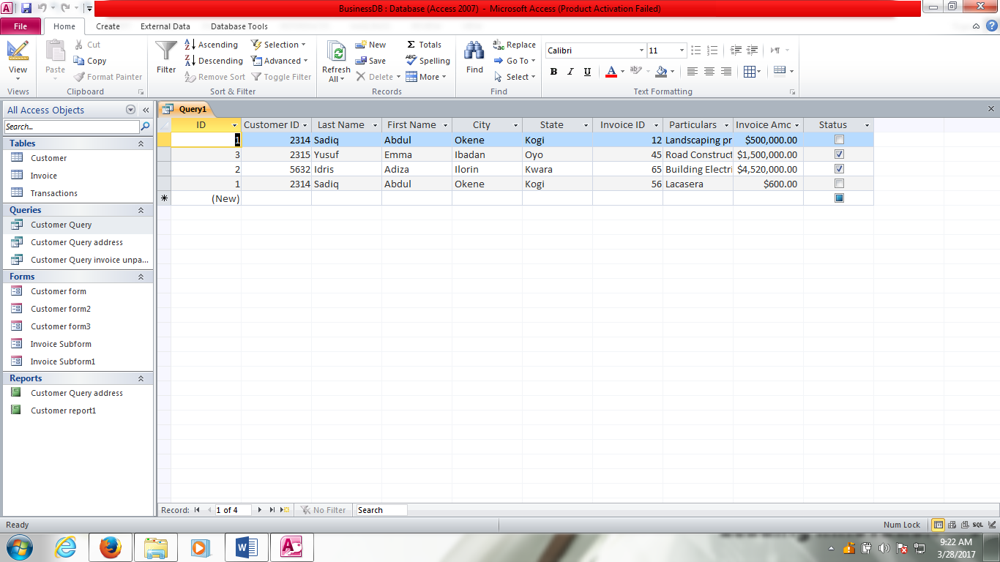 BusinessDB : Database (Access 2007) - Microsoft Access (Product Activation Failed)
File Home Create External Data Database Tools
View Paste Cut Copy Format Painter Filter Ascending Descending Remove Sort Selection Advanced Toggle Filter Refresh All New Save Delete Totals Spelling More Find Replace Go To Select Calibri 11 B I U A
Views Clipboard Sort & Filter Records Find Text Formatting
All Access Objects
Search...
Tables
Customer
Invoice
Transactions
Queries
Customer Query
Customer Query address
Customer Query invoice unpa...
Forms
Customer form
Customer form2
Customer form3
Invoice Subform
Invoice Subform1
Reports
Customer Query address
Customer report1
Query1
ID Customer ID Last Name First Name City State Invoice ID Particulars Invoice Amc Status
1 2314 Sadiq Abdul Okene Kogi 12 Landscaping pr $500,000.00
3 2315 Yusuf Emma Ibadan Oyo 45 Road Construct $1,500,000.00
2 5632 Idris Adiza Ilorin Kwara 65 Building Electri $4,520,000.00
1 2314 Sadiq Abdul Okene Kogi 56 Lacasera $600.00
* (New)
Record: 1 of 4 No Filter Search
Ready Num Lock SQL
9:22 AM
3/28/2017